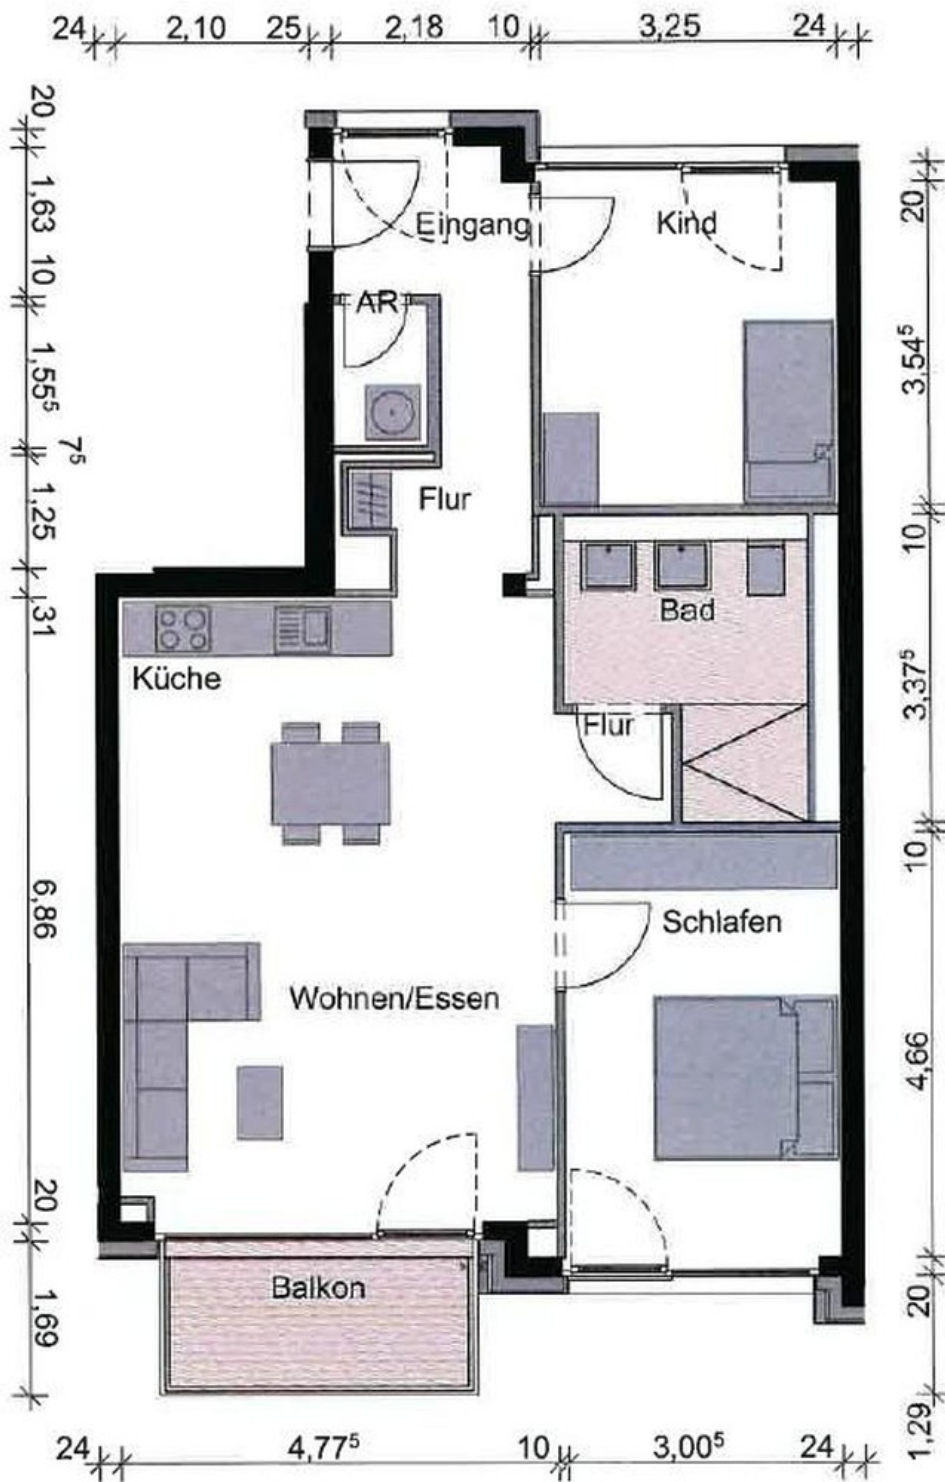 24 2,10 25 2,18 10 3,25 24
20
1,63
10
1,55⁵
7⁵
1,25
31
6,86
20
1,69
Eingang
Kind
AR
Flur
Bad
Küche
Flur
Schlafen
Wohnen/Essen
Balkon
20
3,54⁵
10
3,37⁵
10
4,99
20
1,29
24 4,77⁵ 10 3,00⁵ 24